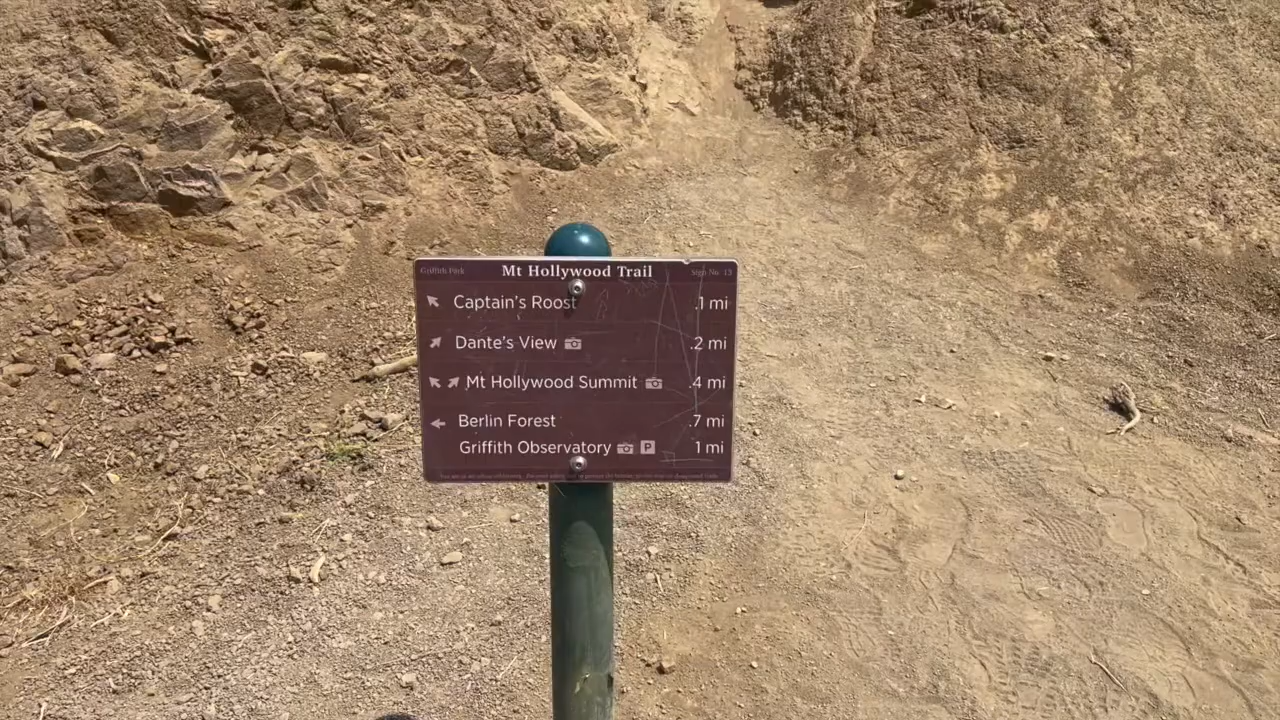 Griffith Park Mt Hollywood Trail Sign No. 13
Captain's Roost .1 mi
Dante's View .2 mi
Mt Hollywood Summit .4 mi
Berlin Forest .7 mi
Griffith Observatory P 1 mi